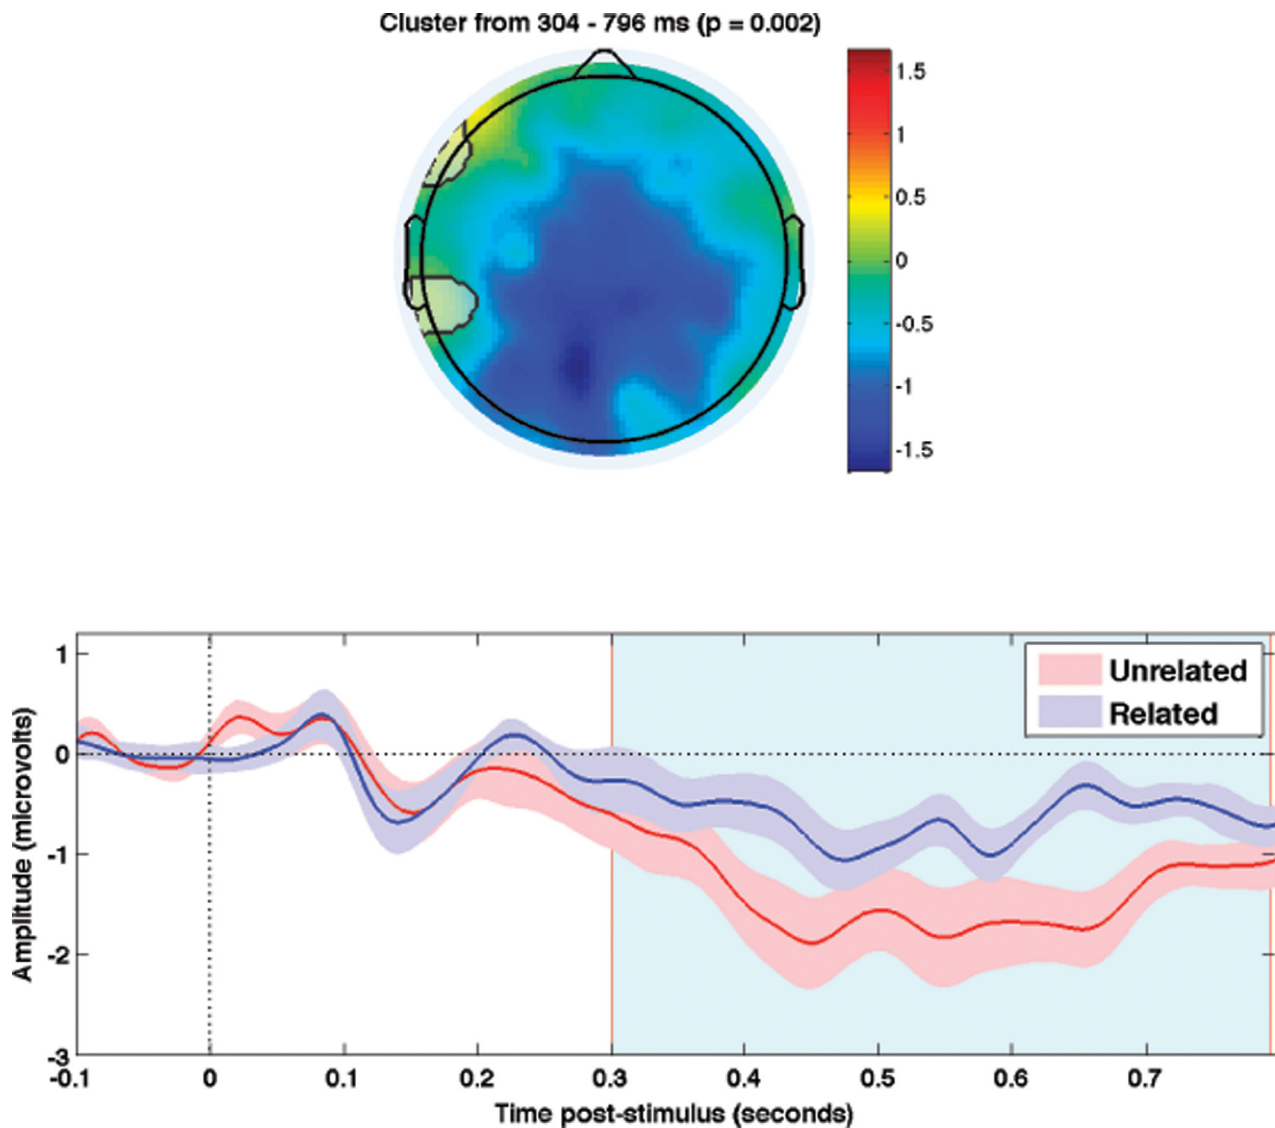 Cluster from 304 - 796 ms (p = 0.002)
1.5
1
0.5
0
-0.5
-1
-1.5
Amplitude (microvolts)
1
0
-1
-2
-3
Unrelated
Related
-0.1 0 0.1 0.2 0.3 0.4 0.5 0.6 0.7
Time post-stimulus (seconds)